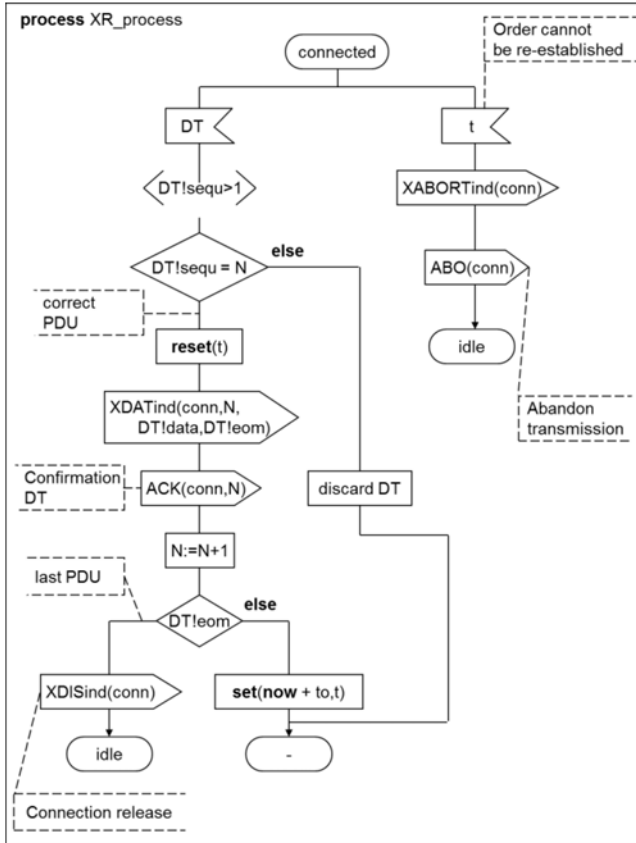 process XR_process
connected
Order cannot
be re-established
DT
t
DT!sequ>1
XABORTind(conn)
DT!sequ = N
else
ABO(conn)
correct
PDU
reset(t)
idle
XDATind(conn,N,
DT!data,DT!eom)
Abandon
transmission
Confirmation
DT
ACK(conn,N)
discard DT
N:=N+1
last PDU
DT!eom
else
XDISind(conn)
set(now + to,t)
idle
-
Connection release